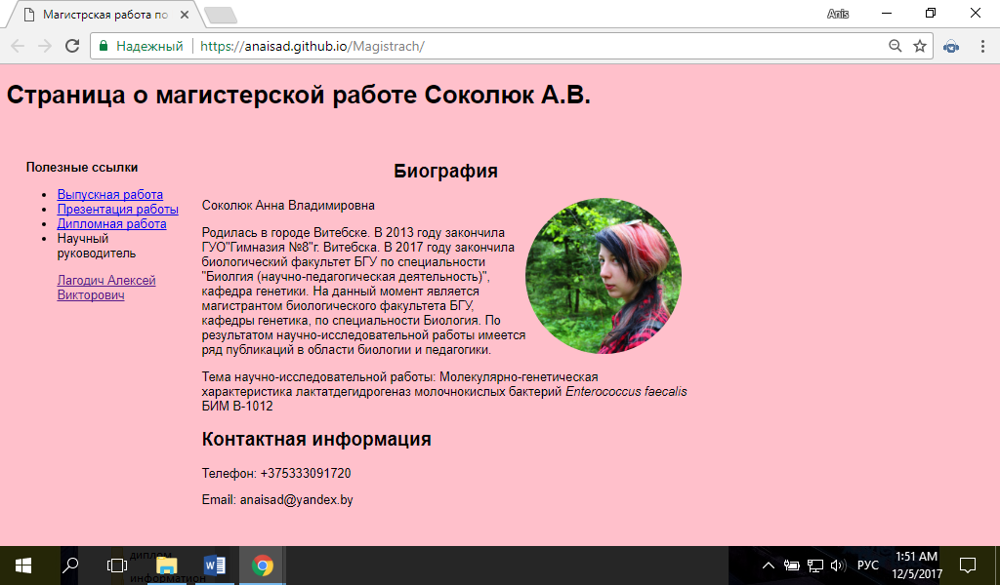 Магистрская работа по
Anis
Надежный
https://anaisad.github.io/Magistrach/
Страница о магистерской работе Соколюк А.В.
Полезные ссылки
Выпускная работа
Презентация работы
Дипломная работа
Научный
руководитель
Лагодич Алексей
Викторович
Биография
Соколюк Анна Владимировна
Родилась в городе Витебске. В 2013 году закончила
ГУО"Гимназия №8"г. Витебска. В 2017 году закончила
биологический факультет БГУ по специальности
"Биолгия (научно-педагогическая деятельность)",
кафедра генетики. На данный момент является
магистрантом биологического факультета БГУ,
кафедры генетика, по специальности Биология. По
результатом научно-исследовательской работы имеется
ряд публикаций в области биологии и педагогики.
Тема научно-исследовательской работы: Молекулярно-генетическая
характеристика лактатдегидрогеназ молочнокислых бактерий Enterococcus faecalis
БИМ В-1012
Контактная информация
Телефон: +375333091720
Email: anaisad@yandex.by
диплом
информатион
РУС
1:51 AM
12/5/2017